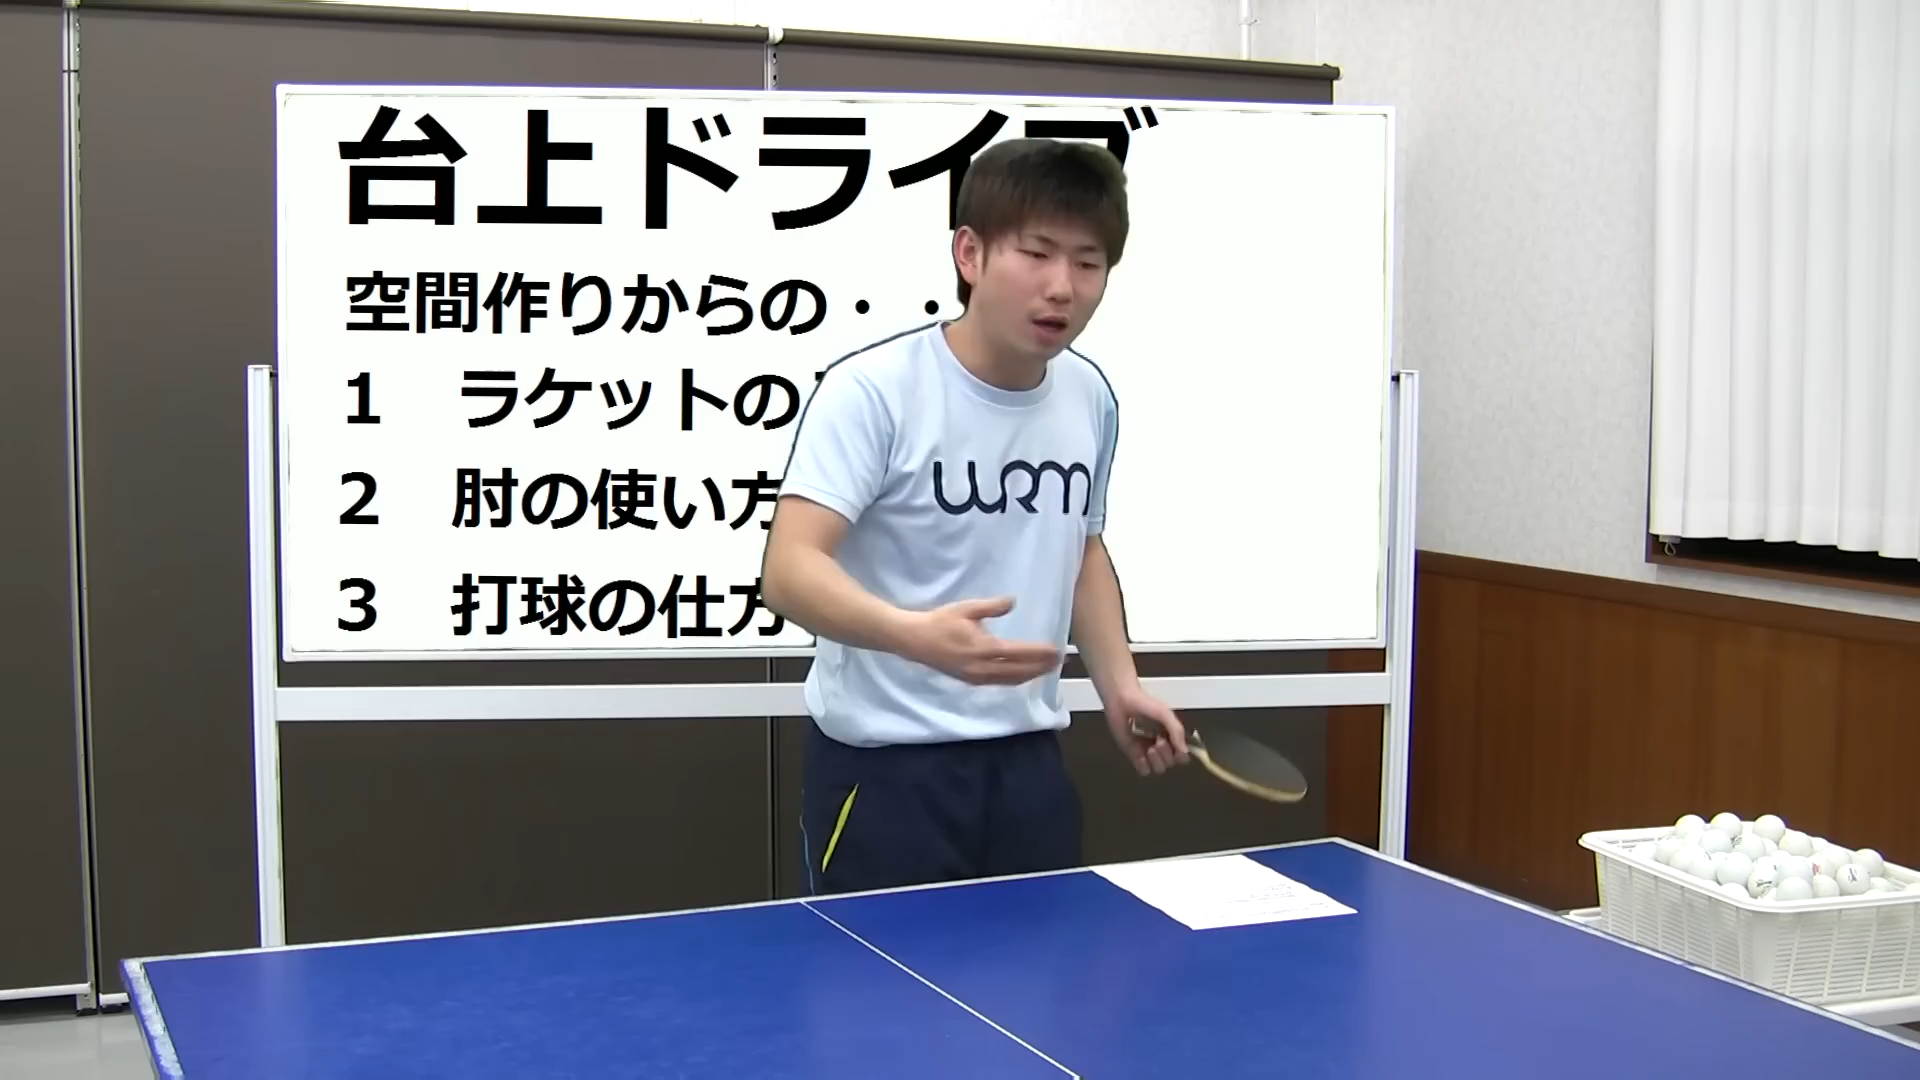 台上ドライブ
空間作りからの・・
1 ラケットの
2 肘の使い方
3 打球の仕方
WRM